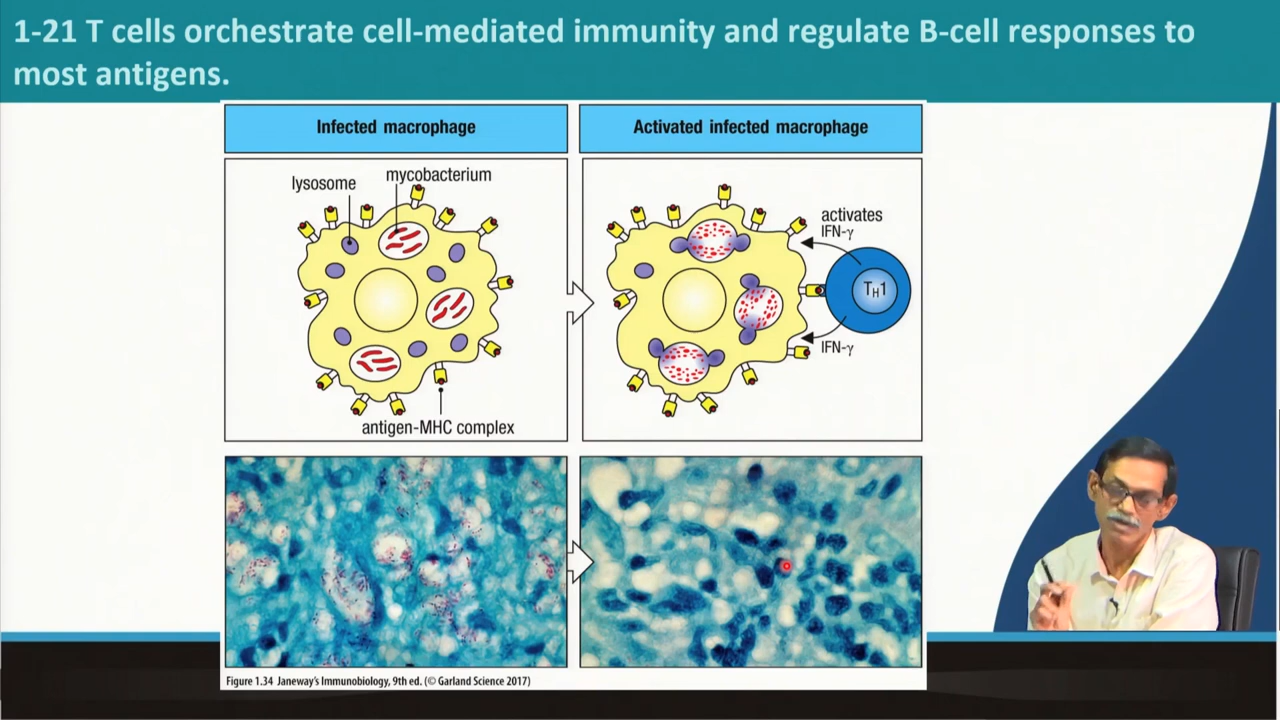 1-21 T cells orchestrate cell-mediated immunity and regulate B-cell responses to
most antigens.
Infected macrophage
Activated infected macrophage
lysosome
mycobacterium
antigen-MHC complex
activates
IFN-γ
TH1
IFN-γ
Figure 1.34 Janeway's Immunobiology, 9th ed. (© Garland Science 2017)